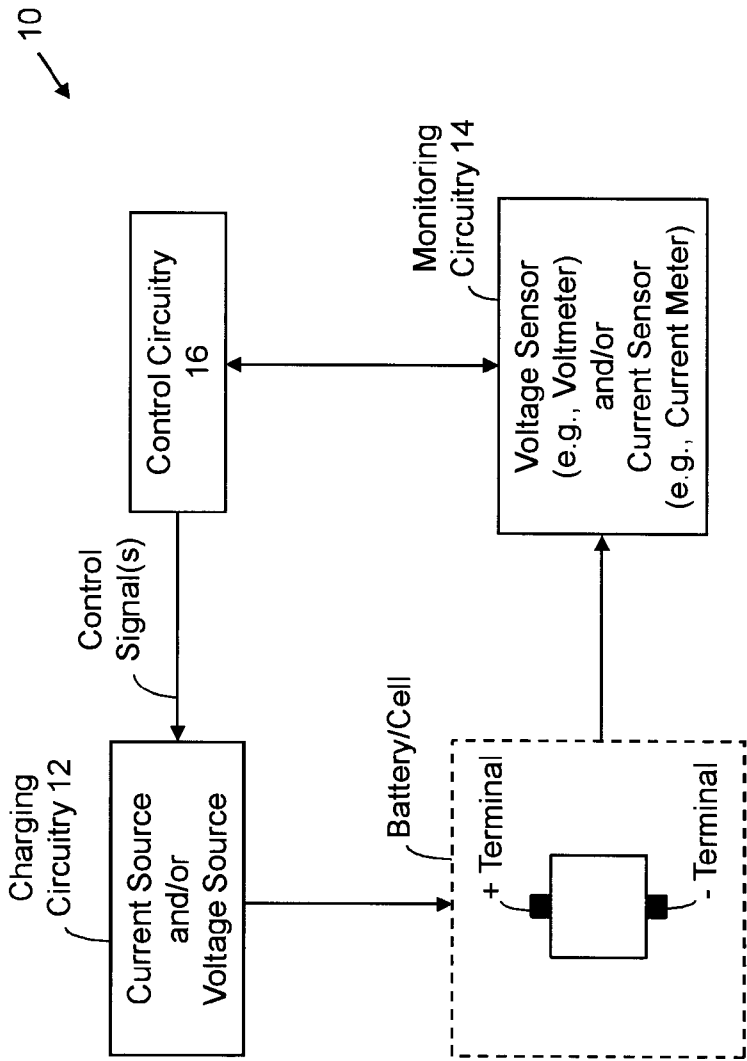 10
Charging
Circuitry 12
Current Source
and/or
Voltage Source
Control
Signal(s)
Control Circuitry
16
Battery/Cell
+ Terminal
- Terminal
Monitoring
Circuitry 14
Voltage Sensor
(e.g., Voltmeter)
and/or
Current Sensor
(e.g., Current Meter)